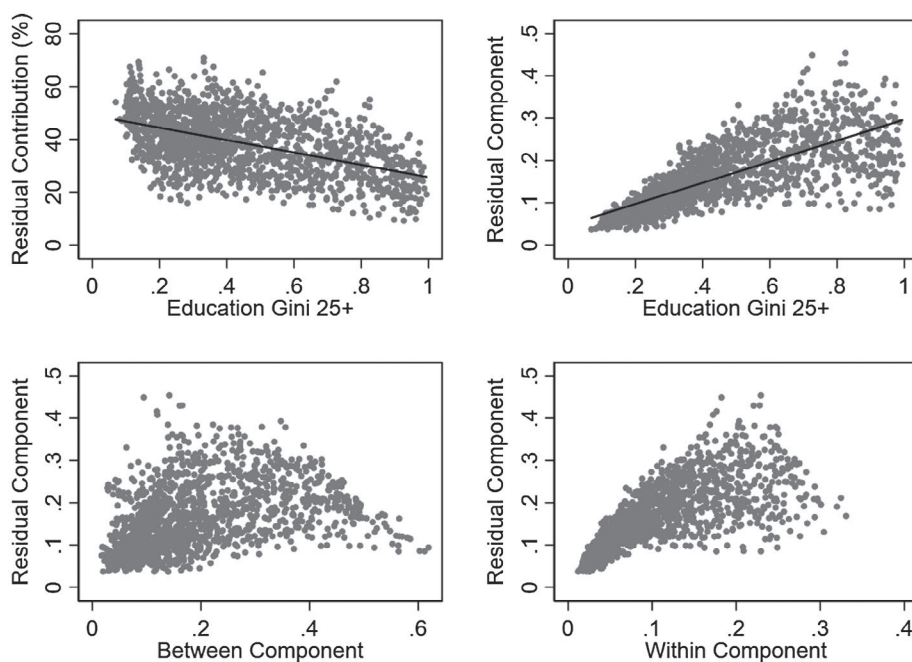 Residual Contribution (%)
80
60
40
20
0
0 .2 .4 .6 .8 1
Education Gini 25+
Residual Component
.5
.4
.3
.2
.1
0
0 .2 .4 .6 .8 1
Education Gini 25+
Residual Component
.5
.4
.3
.2
.1
0
0 .2 .4 .6
Between Component
Residual Component
.5
.4
.3
.2
.1
0
0 .1 .2 .3 .4
Within Component